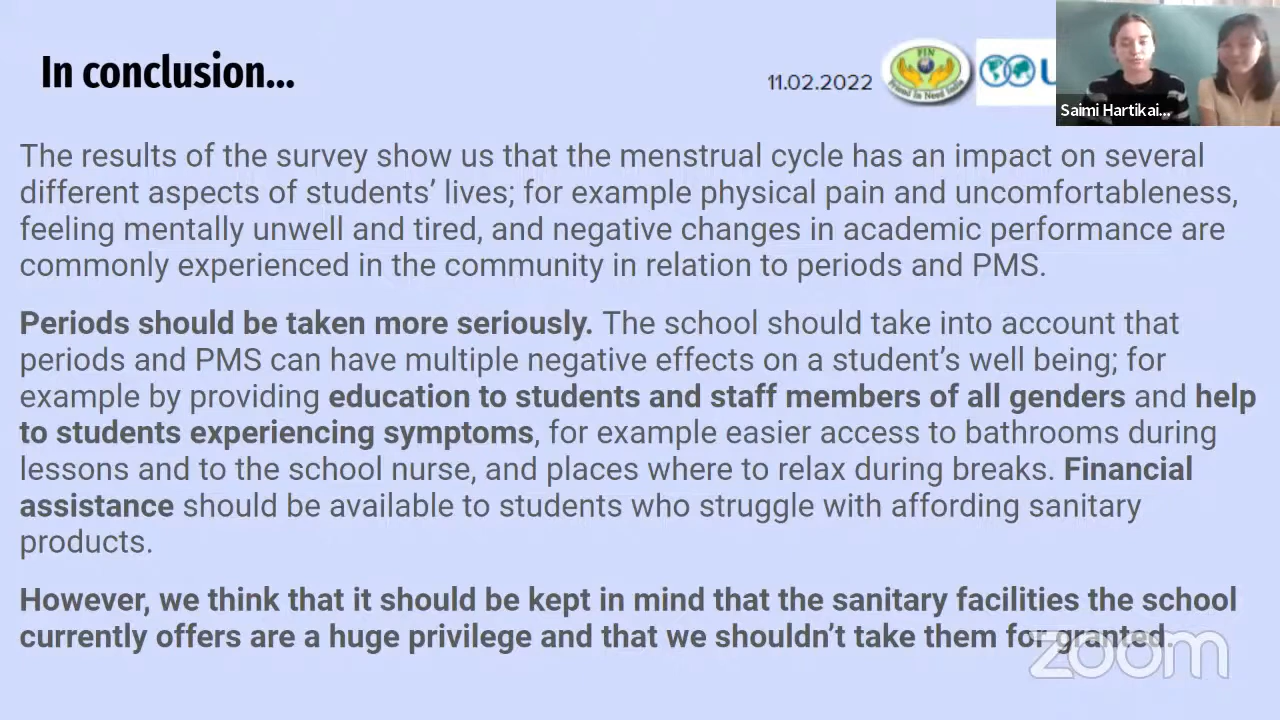 In conclusion...
11.02.2022
FIN
Friend In Need India
U
Saimi Hartikai...
The results of the survey show us that the menstrual cycle has an impact on several
different aspects of students’ lives; for example physical pain and uncomfortableness,
feeling mentally unwell and tired, and negative changes in academic performance are
commonly experienced in the community in relation to periods and PMS.
Periods should be taken more seriously. The school should take into account that
periods and PMS can have multiple negative effects on a student’s well being; for
example by providing education to students and staff members of all genders and help
to students experiencing symptoms, for example easier access to bathrooms during
lessons and to the school nurse, and places where to relax during breaks. Financial
assistance should be available to students who struggle with affording sanitary
products.
However, we think that it should be kept in mind that the sanitary facilities the school
currently offers are a huge privilege and that we shouldn’t take them for granted.
zoom